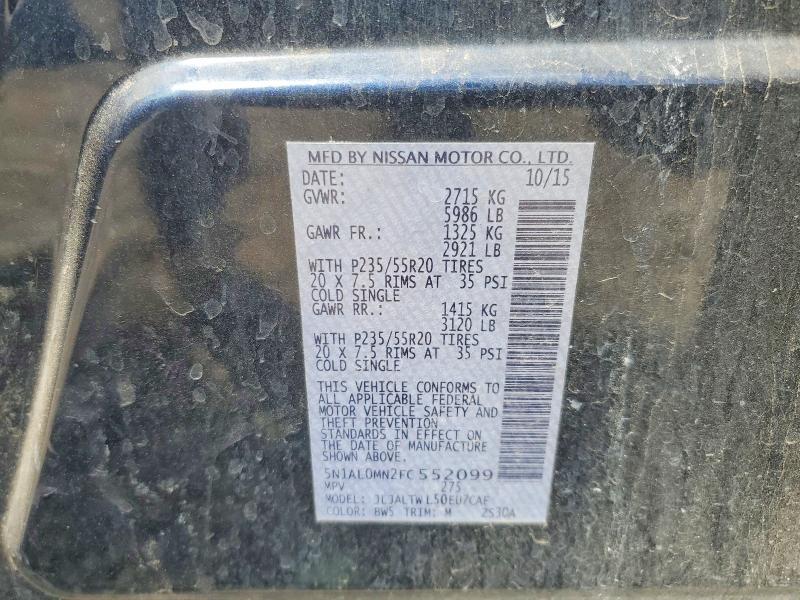 MFD BY NISSAN MOTOR CO., LTD.
DATE: 10/15
GVWR: 2715 KG
5986 LB
GAWR FR.: 1325 KG
2921 LB
WITH P235/55R20 TIRES
20 X 7.5 RIMS AT 35 PSI
COLD SINGLE
GAWR RR.: 1415 KG
3120 LB
WITH P235/55R20 TIRES
20 X 7.5 RIMS AT 35 PSI
COLD SINGLE
THIS VEHICLE CONFORMS TO
ALL APPLICABLE FEDERAL
MOTOR VEHICLE SAFETY AND
THEFT PREVENTION
STANDARDS IN EFFECT ON
THE DATE OF MANUFACTURE
SHOWN ABOVE.
5N1AL0MN2FC552099
MPV 275
MODEL:
COLOR: BW5 TRIM: M ZS30A